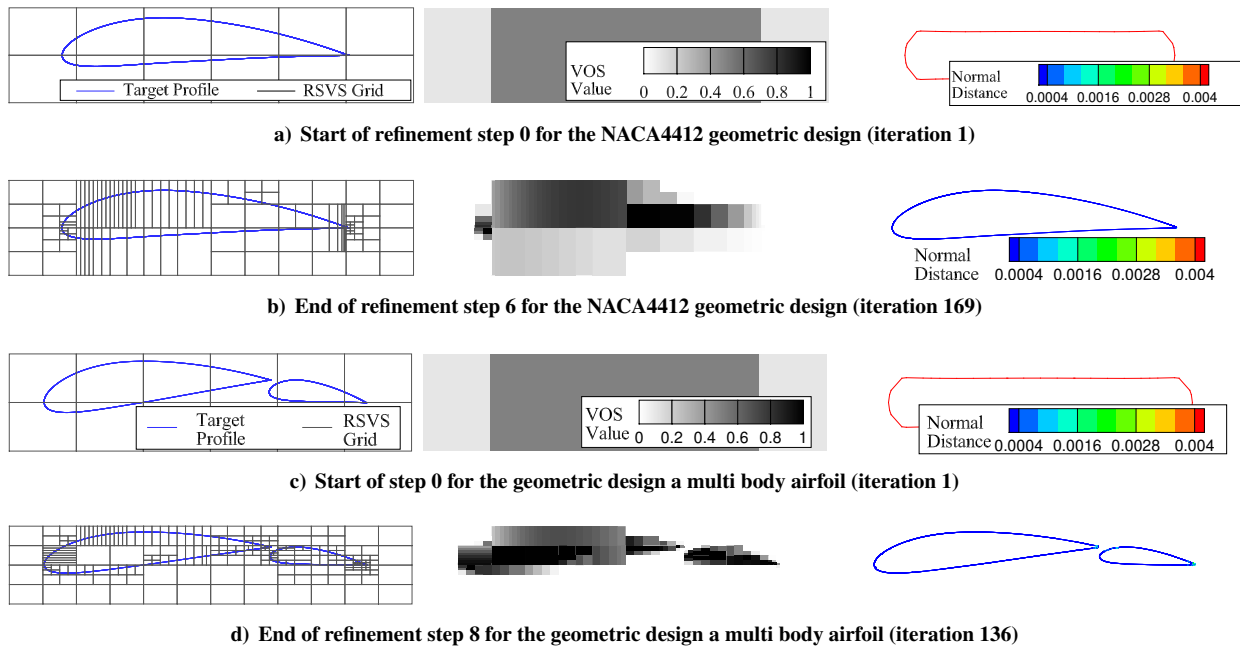 Target Profile
RSVS Grid
VOS
Value
0 0.2 0.4 0.6 0.8 1
Normal
Distance
0.0004 0.0016 0.0028 0.004
a) Start of refinement step 0 for the NACA4412 geometric design (iteration 1)
Normal
Distance
0.0004 0.0016 0.0028 0.004
b) End of refinement step 6 for the NACA4412 geometric design (iteration 169)
Target
Profile
RSVS
Grid
VOS
Value
0 0.2 0.4 0.6 0.8 1
Normal
Distance
0.0004 0.0016 0.0028 0.004
c) Start of step 0 for the geometric design a multi body airfoil (iteration 1)
d) End of refinement step 8 for the geometric design a multi body airfoil (iteration 136)